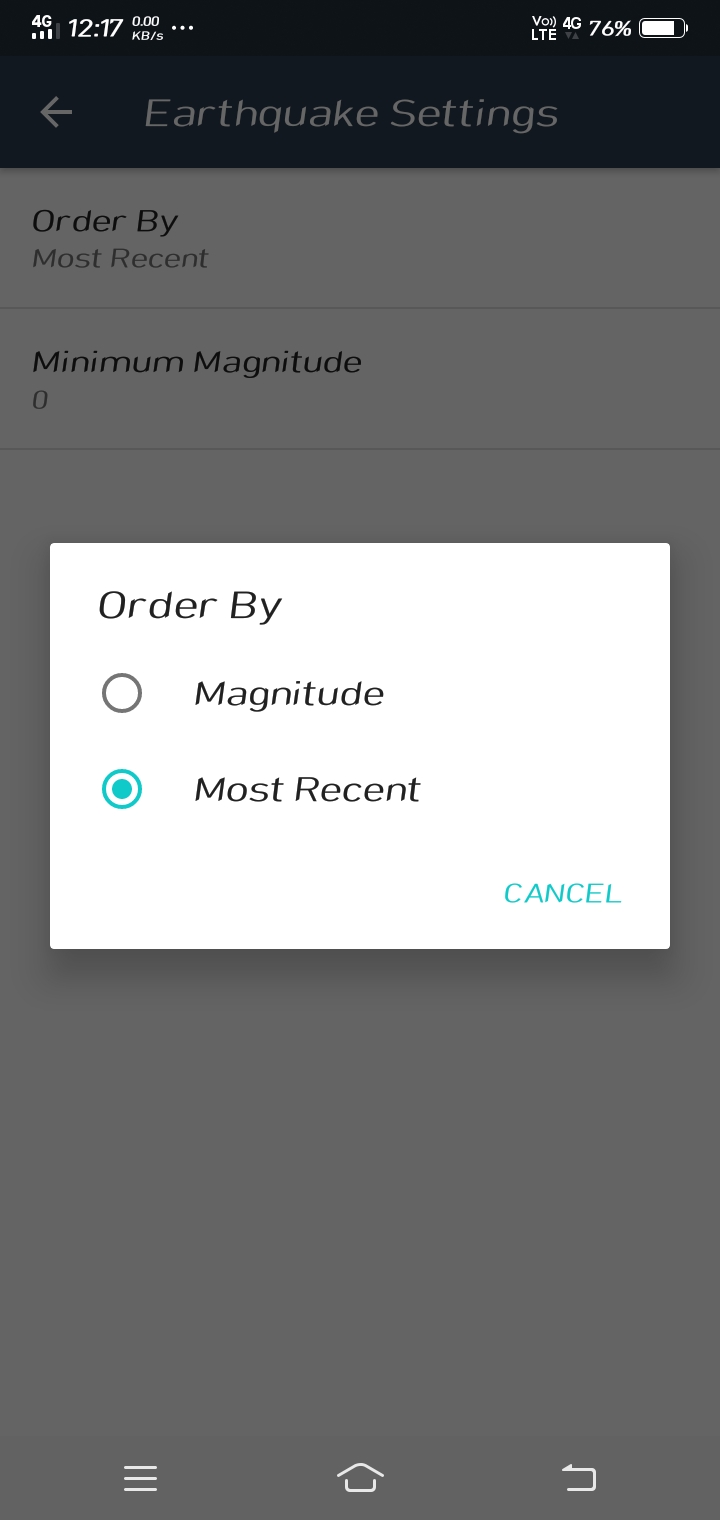 4G 12:17 0.00 KB/s ... Vo)) LTE 4G 76%
Earthquake Settings
Order By
Most Recent
Minimum Magnitude
0
Order By
Magnitude
Most Recent
CANCEL